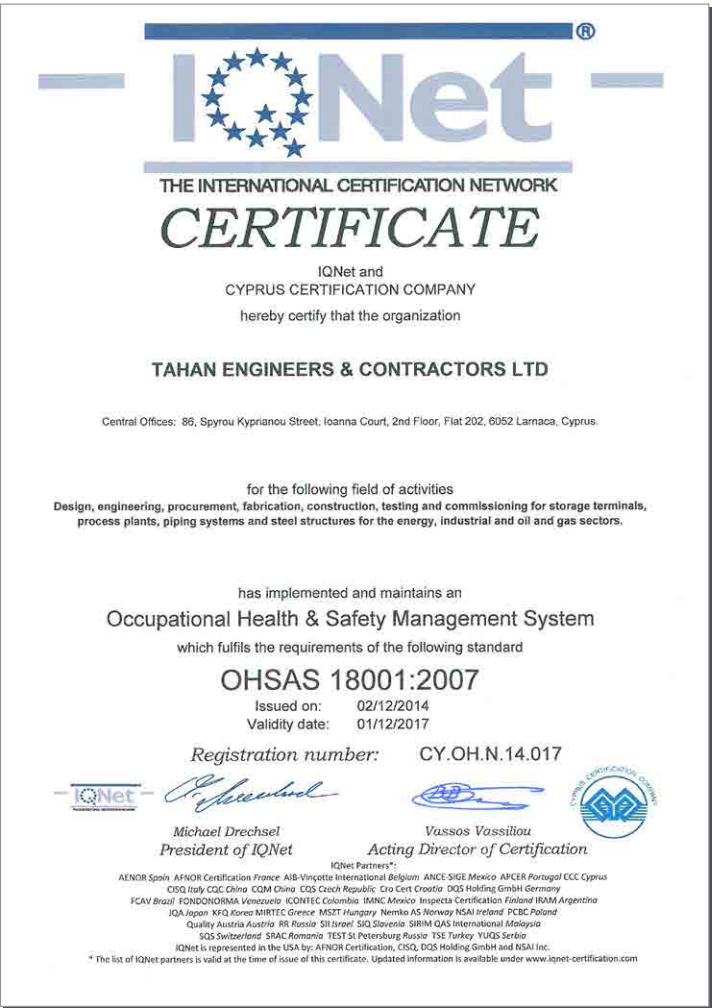 IQNet ®
THE INTERNATIONAL CERTIFICATION NETWORK
CERTIFICATE
IQNet and
CYPRUS CERTIFICATION COMPANY
hereby certify that the organization
TAHAN ENGINEERS & CONTRACTORS LTD
Central Offices: 86, Spyrou Kyprianou Street, Ioanna Court, 2nd Floor, Flat 202, 6052 Larnaca, Cyprus.
for the following field of activities
Design, engineering, procurement, fabrication, construction, testing and commissioning for storage terminals,
process plants, piping systems and steel structures for the energy, industrial and oil and gas sectors.
has implemented and maintains an
Occupational Health & Safety Management System
which fulfils the requirements of the following standard
OHSAS 18001:2007
Issued on: 02/12/2014
Validity date: 01/12/2017
Registration number: CY.OH.N.14.017
IQNet
CYPRUS CERTIFICATION COMPANY
Michael Drechsel Vassos Vassiliou
President of IQNet Acting Director of Certification
IQNet Partners*:
AENOR Spain AFNOR Certification France AIB-Vinçotte International Belgium ANCE-SIGE Mexico APCER Portugal CCC Cyprus
CISQ Italy CQC China CQM China CQS Czech Republic Cro Cert Croatia DQS Holding GmbH Germany
FCAV Brazil FONDONORMA Venezuela ICONTEC Colombia IMNC Mexico Inspecta Certification Finland IRAM Argentina
JQA Japan KFQ Korea MIRTEC Greece MSZT Hungary Nemko AS Norway NSAI Ireland PCBC Poland
Quality Austria Austria RR Russia SII Israel SIQ Slovenia SIRIM QAS International Malaysia
SQS Switzerland SRAC Romania TEST St Petersburg Russia TSE Turkey YUQS Serbia
IQNet is represented in the USA by: AFNOR Certification, CISQ, DQS Holding GmbH and NSAI Inc.
* The list of IQNet partners is valid at the time of issue of this certificate. Updated information is available under www.iqnet-certification.com